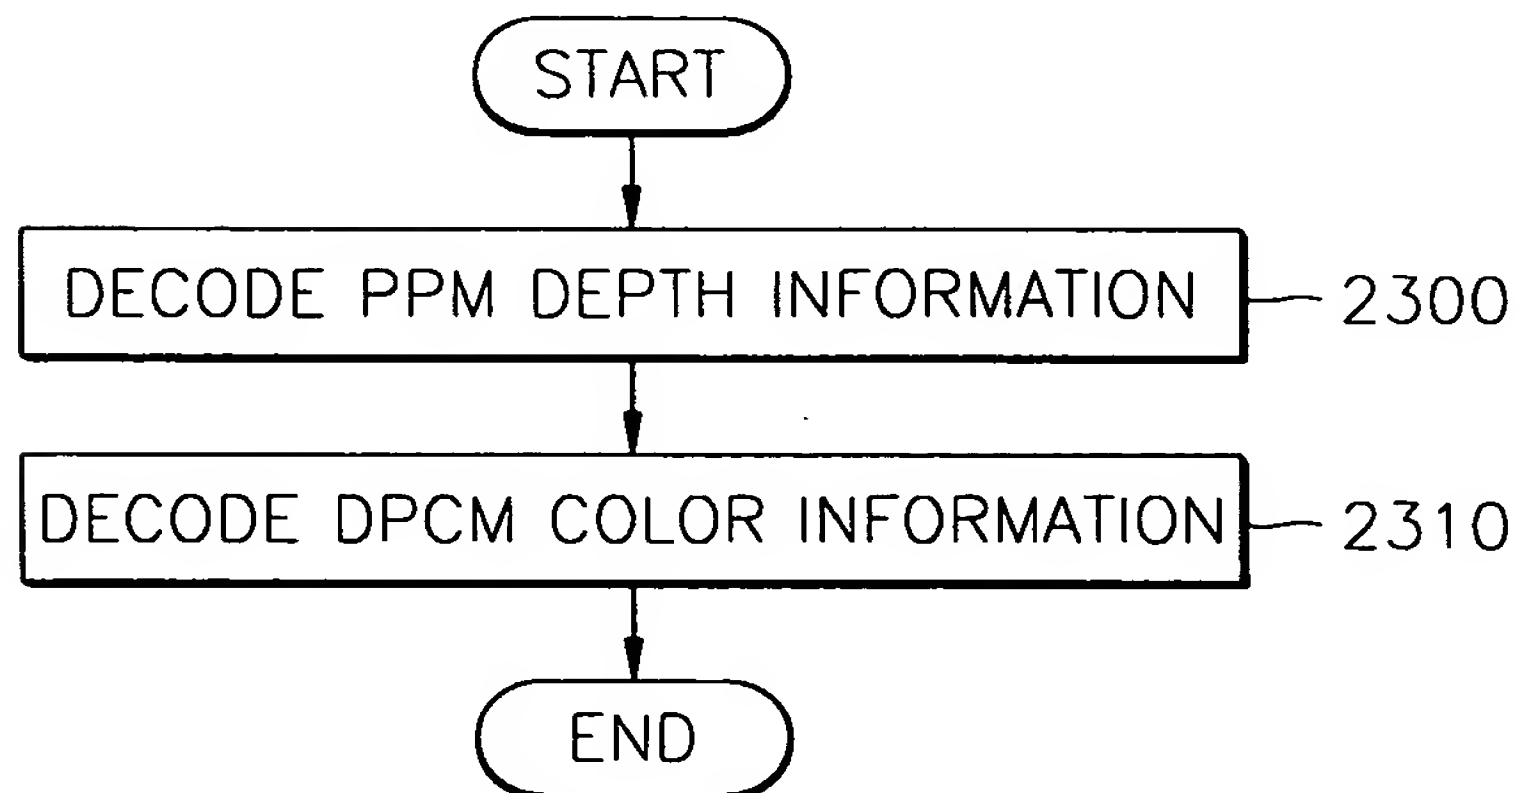 START
DECODE PPM DEPTH INFORMATION
2300
DECODE DPCM COLOR INFORMATION
2310
END